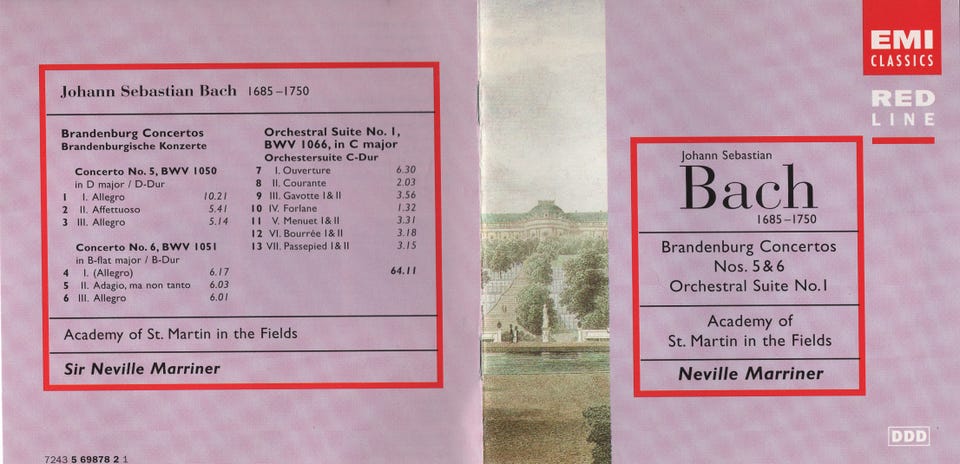 Johann Sebastian Bach 1685–1750
Brandenburg Concertos
Brandenburgische Konzerte
Concerto No. 5, BWV 1050
in D major / D-Dur
1 I. Allegro 10.21
2 II. Affettuoso 5.41
3 III. Allegro 5.14
Concerto No. 6, BWV 1051
in B-flat major / B-Dur
4 I. (Allegro) 6.17
5 II. Adagio, ma non tanto 6.03
6 III. Allegro 6.01
Orchestral Suite No. 1,
BWV 1066, in C major
Orchestersuite C-Dur
7 I. Ouverture 6.30
8 II. Courante 2.03
9 III. Gavotte I & II 3.56
10 IV. Forlane 1.32
11 V. Menuet I & II 3.31
12 VI. Bourrée I & II 3.18
13 VII. Passepied I & II 3.15
64.11
Academy of St. Martin in the Fields
Sir Neville Marriner
7243 5 69878 2 1
EMI
CLASSICS
RED
LINE
Johann Sebastian
Bach
1685–1750
Brandenburg Concertos
Nos. 5 & 6
Orchestral Suite No. 1
Academy of
St. Martin in the Fields
Neville Marriner
DDD